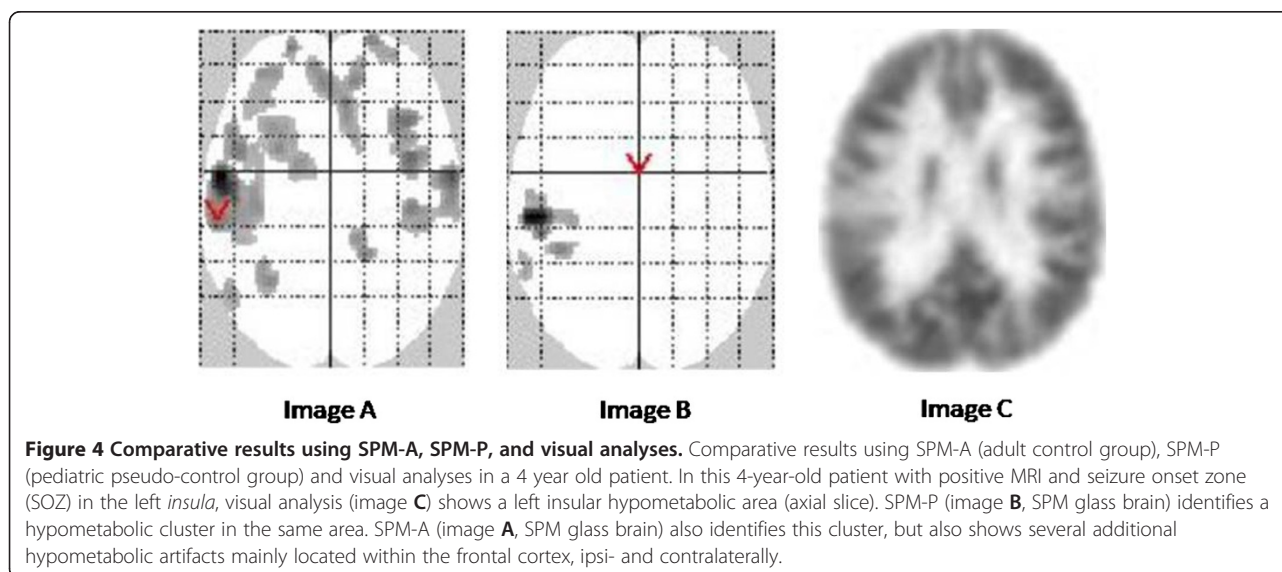 Image A
Image B
Image C
Figure 4 Comparative results using SPM-A, SPM-P, and visual analyses. Comparative results using SPM-A (adult control group), SPM-P
(pediatric pseudo-control group) and visual analyses in a 4 year old patient. In this 4-year-old patient with positive MRI and seizure onset zone
(SOZ) in the left insula, visual analysis (image C) shows a left insular hypometabolic area (axial slice). SPM-P (image B, SPM glass brain) identifies a
hypometabolic cluster in the same area. SPM-A (image A, SPM glass brain) also identifies this cluster, but also shows several additional
hypometabolic artifacts mainly located within the frontal cortex, ipsi- and contralaterally.